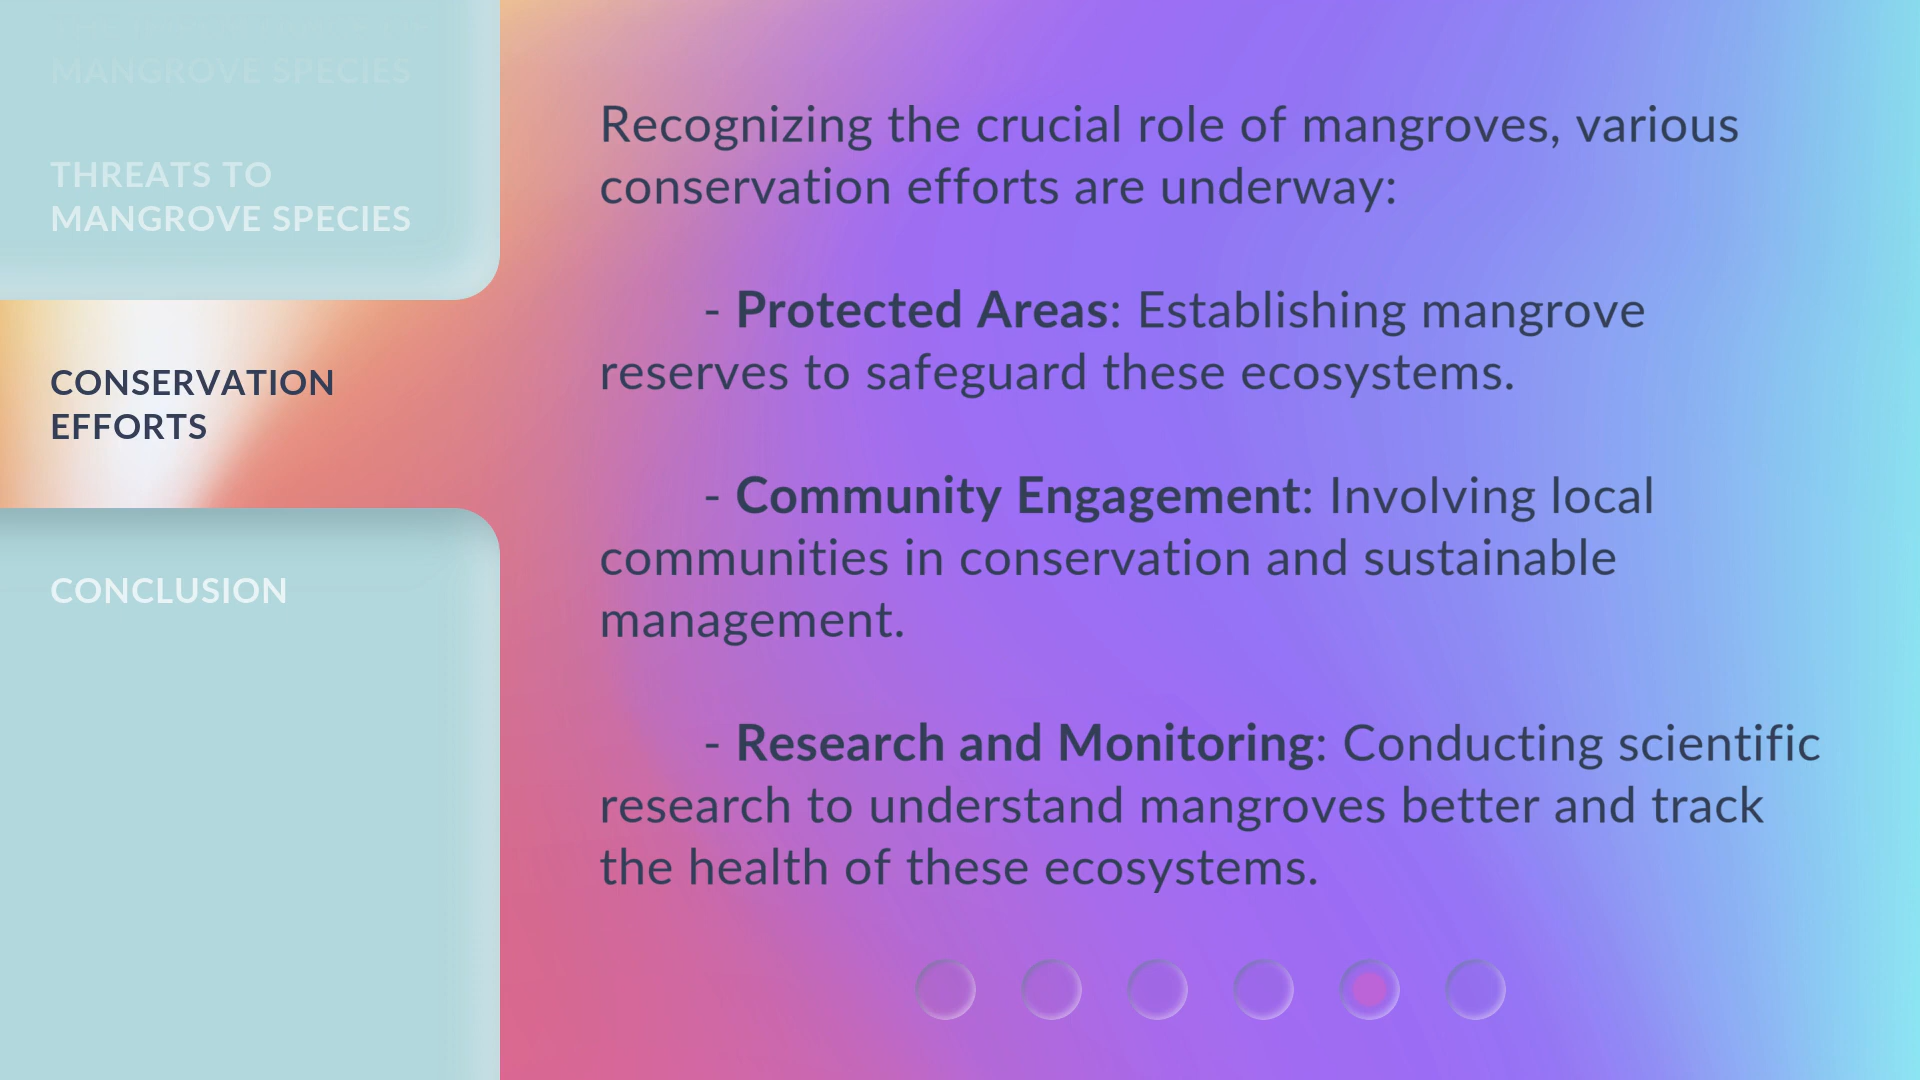 MANGROVE SPECIES
THREATS TO
MANGROVE SPECIES
CONSERVATION
EFFORTS
CONCLUSION
Recognizing the crucial role of mangroves, various
conservation efforts are underway:
- Protected Areas: Establishing mangrove
reserves to safeguard these ecosystems.
- Community Engagement: Involving local
communities in conservation and sustainable
management.
- Research and Monitoring: Conducting scientific
research to understand mangroves better and track
the health of these ecosystems.